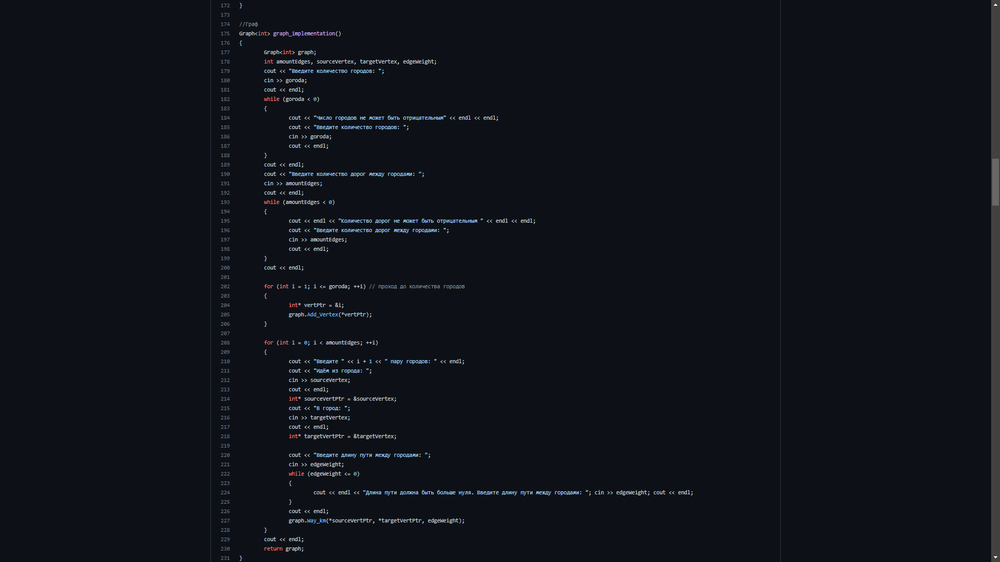 172 }
173
174 //Граф
175 Graph<int> graph_implementation()
176 {
177 Graph<int> graph;
178 int amountEdges, sourceVertex, targetVertex, edgeWeight;
179 cout << "Введите количество городов: ";
180 cin >> goroda;
181 cout << endl;
182 while (goroda < 0)
183 {
184 cout << "Число городов не может быть отрицательным" << endl << endl;
185 cout << "Введите количество городов: ";
186 cin >> goroda;
187 cout << endl;
188 }
189 cout << endl;
190 cout << "Введите количество дорог между городами: ";
191 cin >> amountEdges;
192 cout << endl;
193 while (amountEdges < 0)
194 {
195 cout << endl << "Количество дорог не может быть отрицательным " << endl << endl;
196 cout << "Введите количество дорог между городами: ";
197 cin >> amountEdges;
198 cout << endl;
199 }
200 cout << endl;
201
202 for (int i = 1; i <= goroda; ++i) // проход до количества городов
203 {
204 int* vertPtr = &i;
205 graph.Add_Vertex(*vertPtr);
206 }
207
208 for (int i = 0; i < amountEdges; ++i)
209 {
210 cout << "Введите " << i + 1 << " пару городов: " << endl;
211 cout << "Идём из города: ";
212 cin >> sourceVertex;
213 cout << endl;
214 int* sourceVertPtr = &sourceVertex;
215 cout << "В город: ";
216 cin >> targetVertex;
217 cout << endl;
218 int* targetVertPtr = &targetVertex;
219
220 cout << "Введите длину пути между городами: ";
221 cin >> edgeWeight;
222 while (edgeWeight <= 0)
223 {
224 cout << endl << "Длина пути должна быть больше нуля. Введите длину пути между городами: "; cin >> edgeWeight; cout << endl;
225 }
226 cout << endl;
227 graph.Way_km(*sourceVertPtr, *targetVertPtr, edgeWeight);
228 }
229 cout << endl;
230 return graph;
231 }